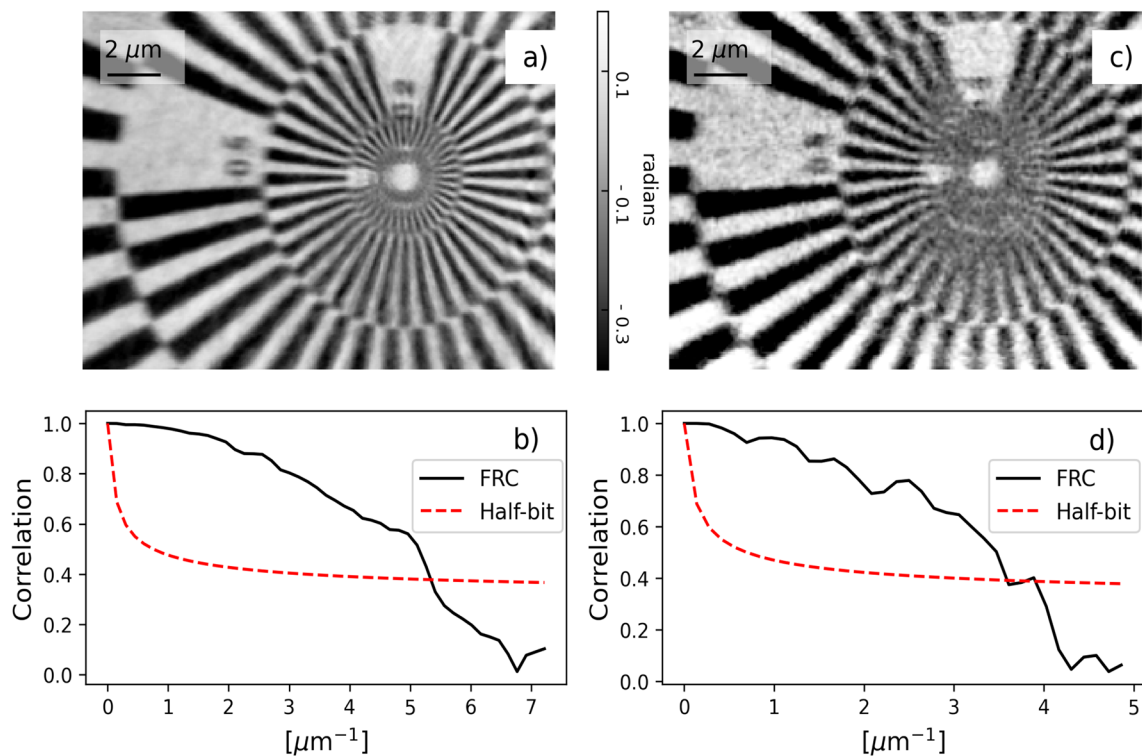 2 μm
a)
0.1
-0.1
-0.3
radians
2 μm
c)
b)
FRC
Half-bit
Correlation
1.0
0.8
0.6
0.4
0.2
0.0
0 1 2 3 4 5 6 7
[μm⁻¹]
d)
FRC
Half-bit
Correlation
1.0
0.8
0.6
0.4
0.2
0.0
0 1 2 3 4 5
[μm⁻¹]